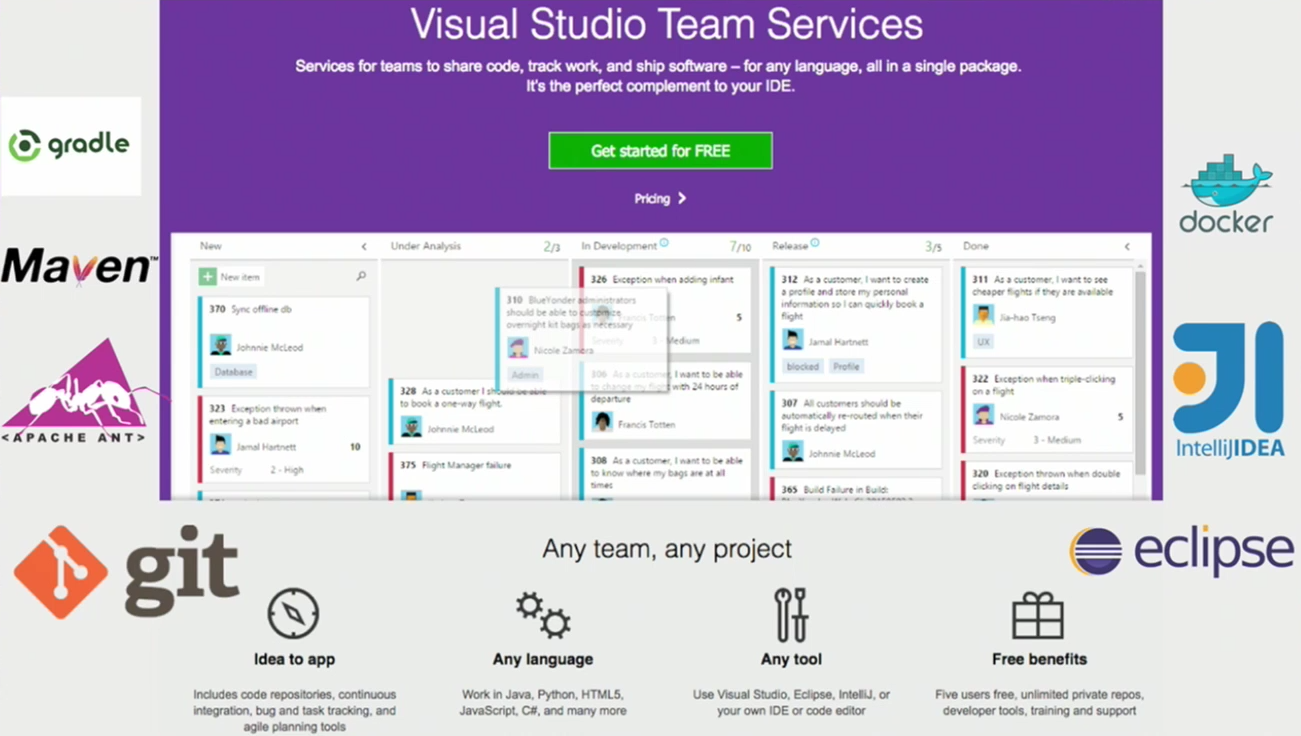 Visual Studio Team Services
Services for teams to share code, track work, and ship software – for any language, all in a single package.
It's the perfect complement to your IDE.
Get started for FREE
Pricing
gradle
Maven™
<APACHE ANT>
git
docker
IntelliJIDEA
eclipse
New
New item
370 Sync offline db
Johnnie McLeod
Database
323 Exception thrown when
entering a bad airport
Jamal Hartnett 10
Severity 2 - High
Under Analysis 2/3
328 As a customer I should be able
to book a one-way flight.
Johnnie McLeod
375 Flight Manager failure
310 BlueYonder administrators
should be able to customize
overnight kit bags as necessary
Nicole Zamora
Admin
In Development 7/10
326 Exception when adding infant
Francis Totten 5
Severity 3 - Medium
306 As a customer, I want to be able
to change my flight with 24 hours of
departure
Francis Totten
308 As a customer, I want to be able
to know where my bags are at all
times
Release 3/5
312 As a customer, I want to create
a profile and store my personal
information so I can quickly book a
flight
Jamal Hartnett
blocked Profile
307 All customers should be
automatically re-routed when their
flight is delayed
Johnnie McLeod
365 Build Failure in Build:
Done
311 As a customer, I want to see
cheaper flights if they are available
Jia-hao Tseng
UX
322 Exception when triple-clicking
on a flight
Nicole Zamora 5
Severity 3 - Medium
320 Exception thrown when double
clicking on flight details
Any team, any project
Idea to app
Includes code repositories, continuous
integration, bug and task tracking, and
agile planning tools
Any language
Work in Java, Python, HTML5,
JavaScript, C#, and many more
Any tool
Use Visual Studio, Eclipse, IntelliJ, or
your own IDE or code editor
Free benefits
Five users free, unlimited private repos,
developer tools, training and support